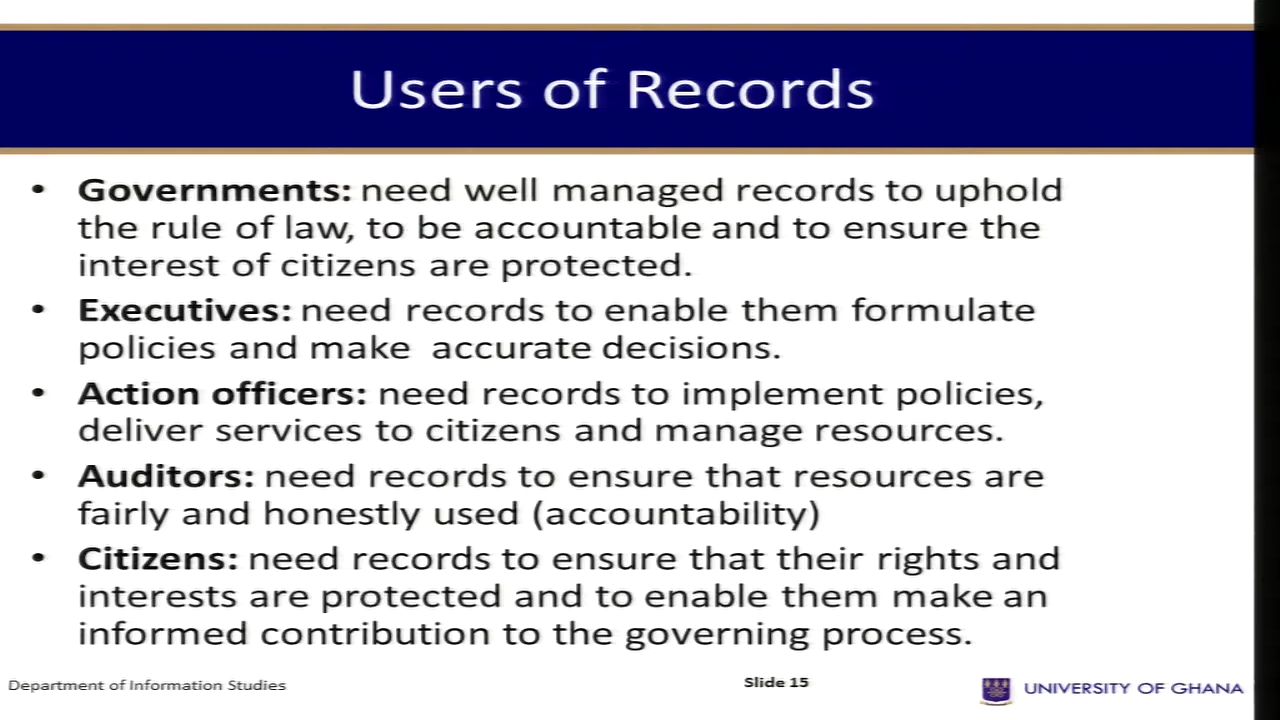 Users of Records
• Governments: need well managed records to uphold
the rule of law, to be accountable and to ensure the
interest of citizens are protected.
• Executives: need records to enable them formulate
policies and make accurate decisions.
• Action officers: need records to implement policies,
deliver services to citizens and manage resources.
• Auditors: need records to ensure that resources are
fairly and honestly used (accountability)
• Citizens: need records to ensure that their rights and
interests are protected and to enable them make an
informed contribution to the governing process.
Department of Information Studies
Slide 15
UNIVERSITY OF GHANA